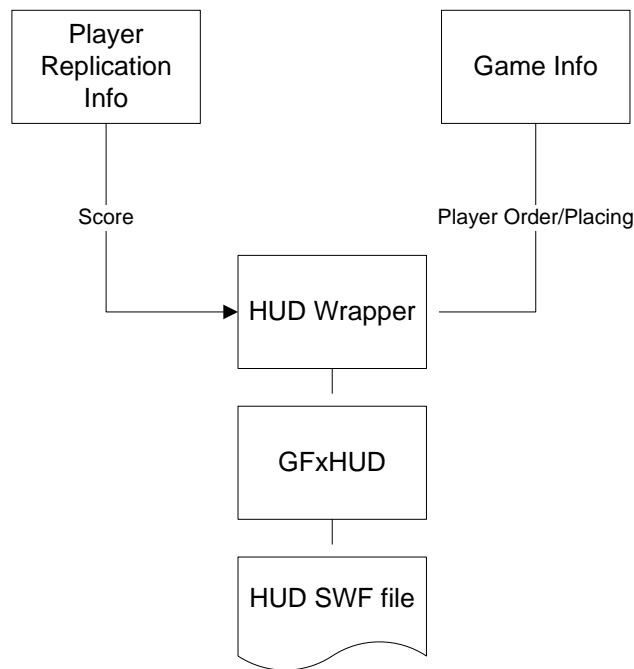 Player
Replication
Info
Game Info
Score
Player Order/Placing
HUD Wrapper
GFxHUD
HUD SWF file